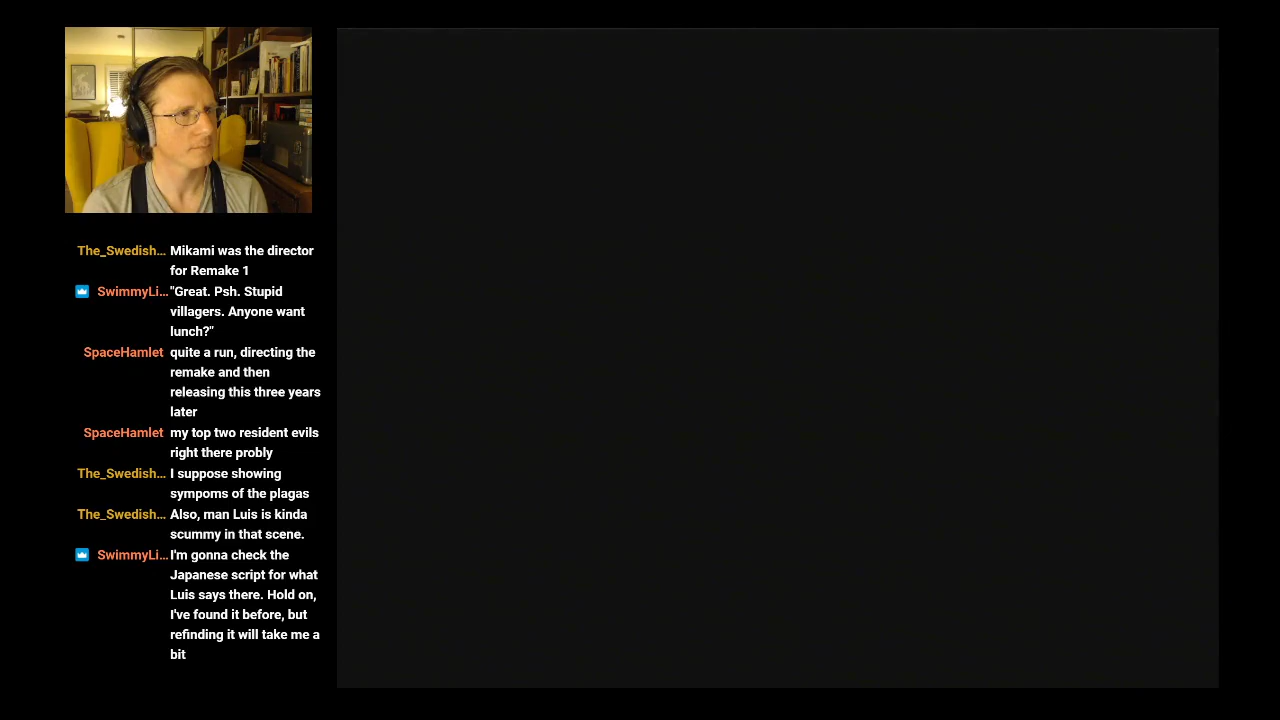 The_Swedish... Mikami was the director
for Remake 1
SwimmyLi... "Great. Psh. Stupid
villagers. Anyone want
lunch?"
SpaceHamlet quite a run, directing the
remake and then
releasing this three years
later
SpaceHamlet my top two resident evils
right there probly
The_Swedish... I suppose showing
sympoms of the plagas
The_Swedish... Also, man Luis is kinda
scummy in that scene.
SwimmyLi... I'm gonna check the
Japanese script for what
Luis says there. Hold on,
I've found it before, but
refinding it will take me a
bit